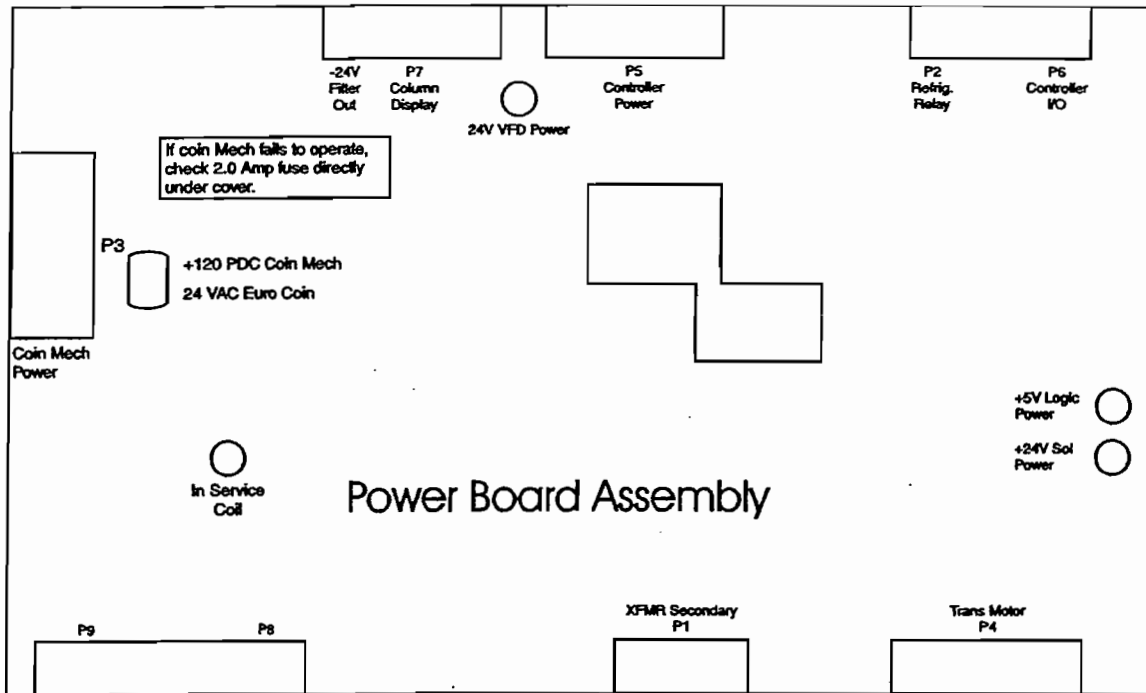 -24V
Filter
Out
P7
Column
Display
24V VFD Power
P5
Controller
Power
P2
Refrig.
Relay
P6
Controller
I/O
If coin Mech fails to operate,
check 2.0 Amp fuse directly
under cover.
P3
+120 PDC Coin Mech
24 VAC Euro Coin
Coin Mech
Power
+5V Logic
Power
+24V Sol
Power
In Service
Coil
Power Board Assembly
P9
P8
XFMR Secondary
P1
Trans Motor
P4